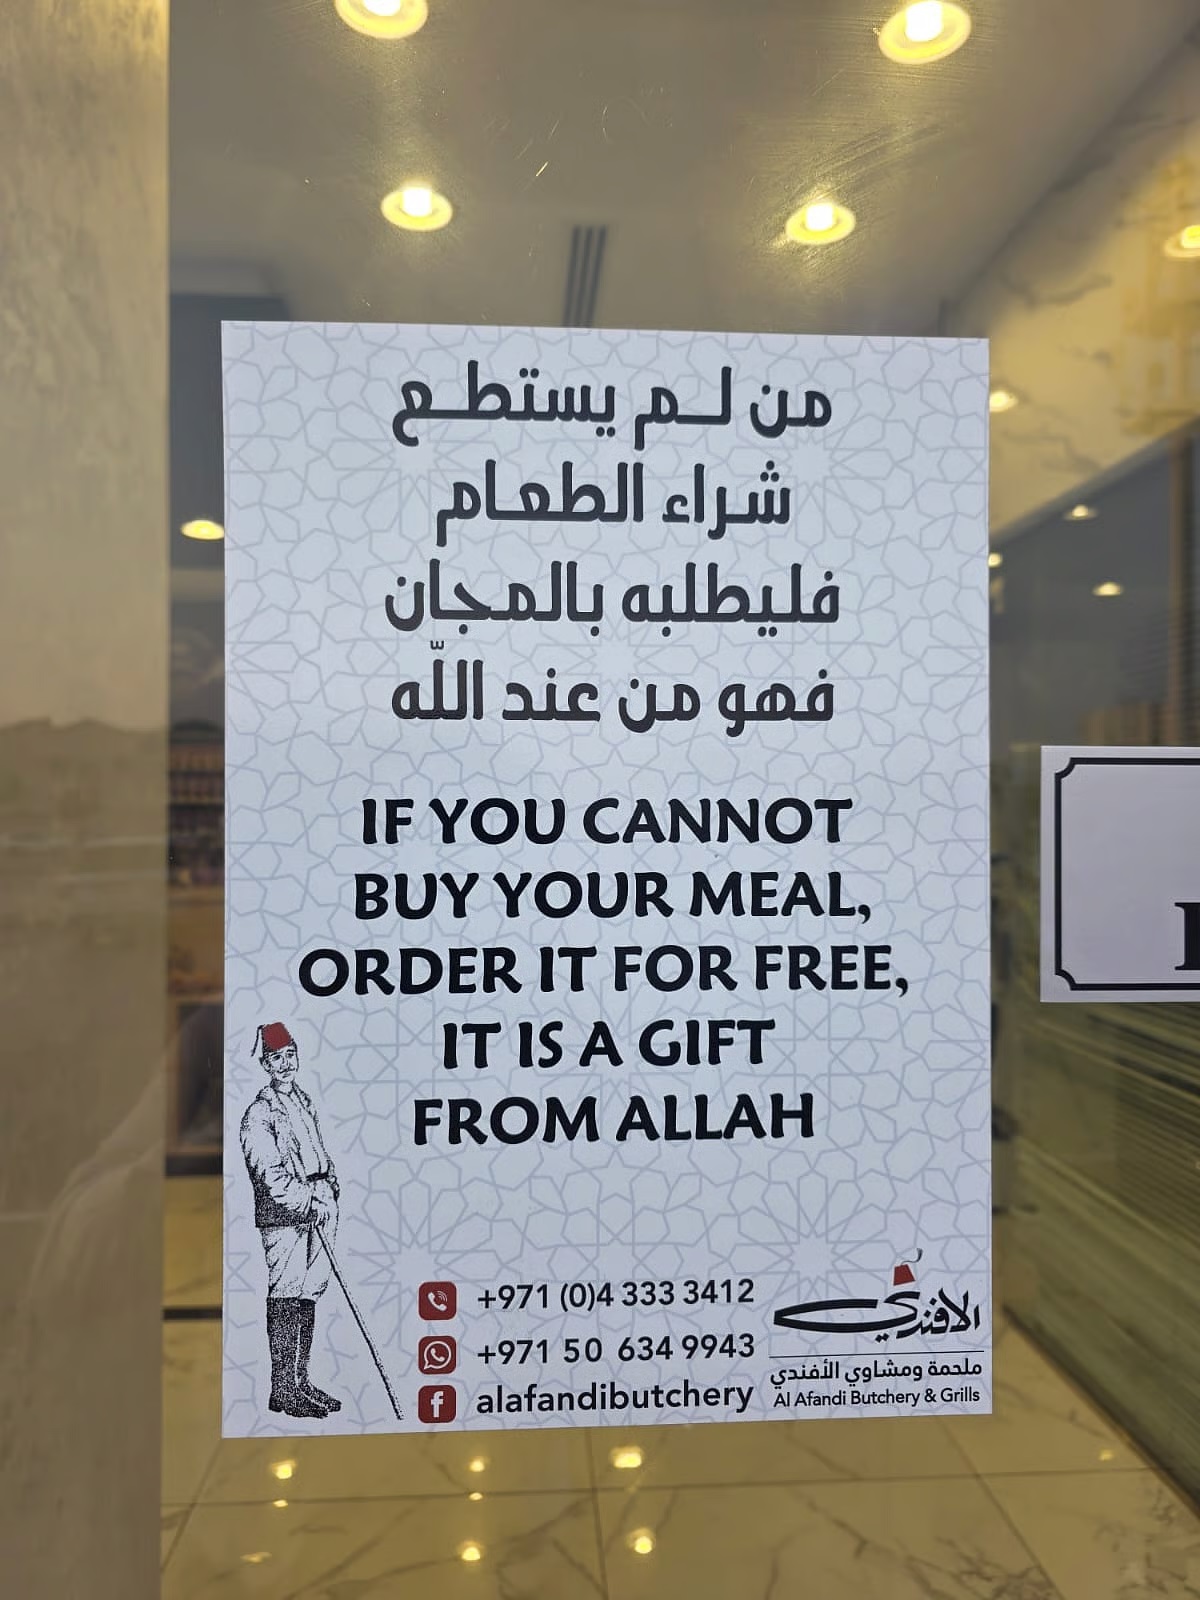 من لم يستطع
شراء الطعام
فليطلبه بالمجان
فهو من عند اللّه
IF YOU CANNOT
BUY YOUR MEAL,
ORDER IT FOR FREE,
IT IS A GIFT
FROM ALLAH
+971 (0)4 333 3412
+971 50 634 9943
alafandibutchery
الافندي
ملحمة ومشاوي الأفندي
Al Afandi Butchery & Grills